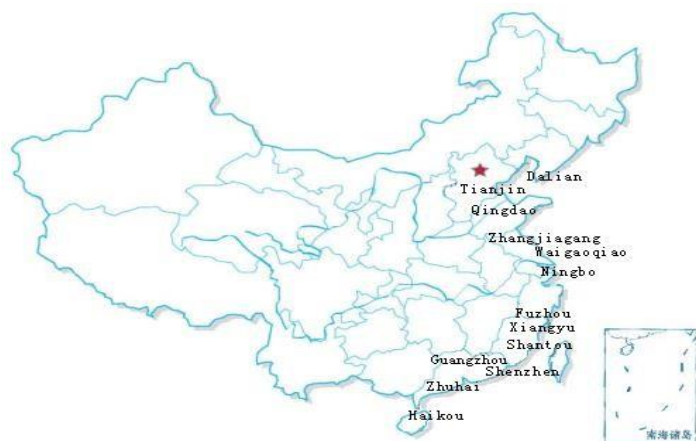 Dalian
Tianjin
Qingdao
Zhangjiagang
Waigaoqiao
Ningbo
Fuzhou
Xiangyu
Shantou
Guangzhou
Shenzhen
Zhuhai
Haikou
南海诸岛